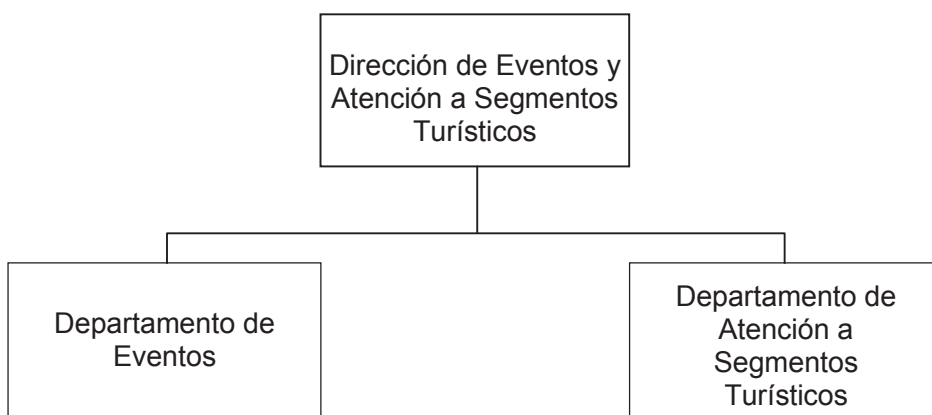 Dirección de Eventos y
Atención a Segmentos
Turísticos
Departamento de
Eventos
Departamento de
Atención a
Segmentos
Turísticos